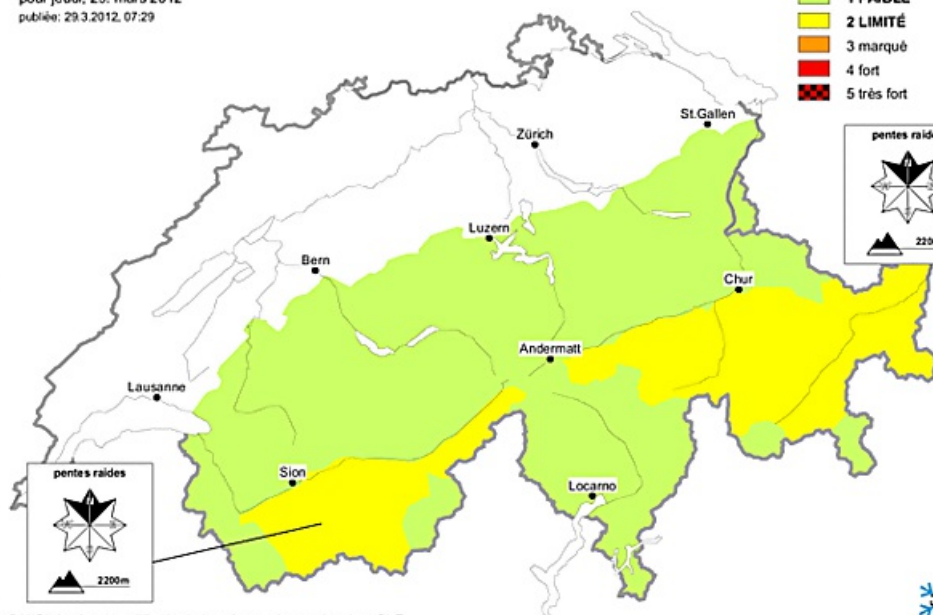 publiée: 29.3.2012, 07:29
2 LIMITÉ
3 marqué
4 fort
5 très fort
St.Gallen
Zürich
pentes
Luzern
Bern
Chur
Andermatt
Lausanne
pentes raides
N
Sion
Locarno
2200m